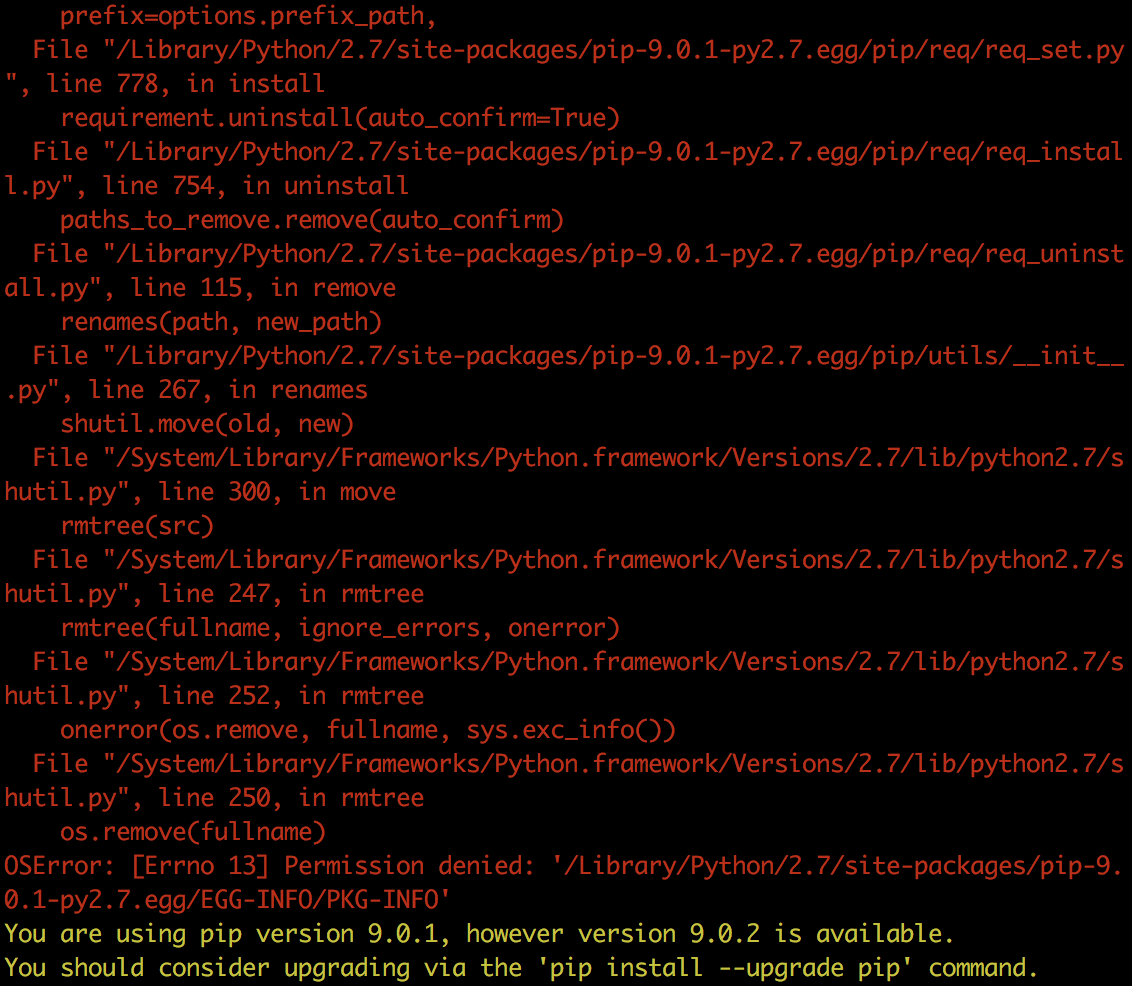 prefix=options.prefix_path,
  File "/Library/Python/2.7/site-packages/pip-9.0.1-py2.7.egg/pip/req/req_set.py
", line 778, in install
    requirement.uninstall(auto_confirm=True)
  File "/Library/Python/2.7/site-packages/pip-9.0.1-py2.7.egg/pip/req/req_instal
l.py", line 754, in uninstall
    paths_to_remove.remove(auto_confirm)
  File "/Library/Python/2.7/site-packages/pip-9.0.1-py2.7.egg/pip/req/req_uninst
all.py", line 115, in remove
    renames(path, new_path)
  File "/Library/Python/2.7/site-packages/pip-9.0.1-py2.7.egg/pip/utils/__init__
.py", line 267, in renames
    shutil.move(old, new)
  File "/System/Library/Frameworks/Python.framework/Versions/2.7/lib/python2.7/s
hutil.py", line 300, in move
    rmtree(src)
  File "/System/Library/Frameworks/Python.framework/Versions/2.7/lib/python2.7/s
hutil.py", line 247, in rmtree
    rmtree(fullname, ignore_errors, onerror)
  File "/System/Library/Frameworks/Python.framework/Versions/2.7/lib/python2.7/s
hutil.py", line 252, in rmtree
    onerror(os.remove, fullname, sys.exc_info())
  File "/System/Library/Frameworks/Python.framework/Versions/2.7/lib/python2.7/s
hutil.py", line 250, in rmtree
    os.remove(fullname)
OSError: [Errno 13] Permission denied: '/Library/Python/2.7/site-packages/pip-9.
0.1-py2.7.egg/EGG-INFO/PKG-INFO'
You are using pip version 9.0.1, however version 9.0.2 is available.
You should consider upgrading via the 'pip install --upgrade pip' command.